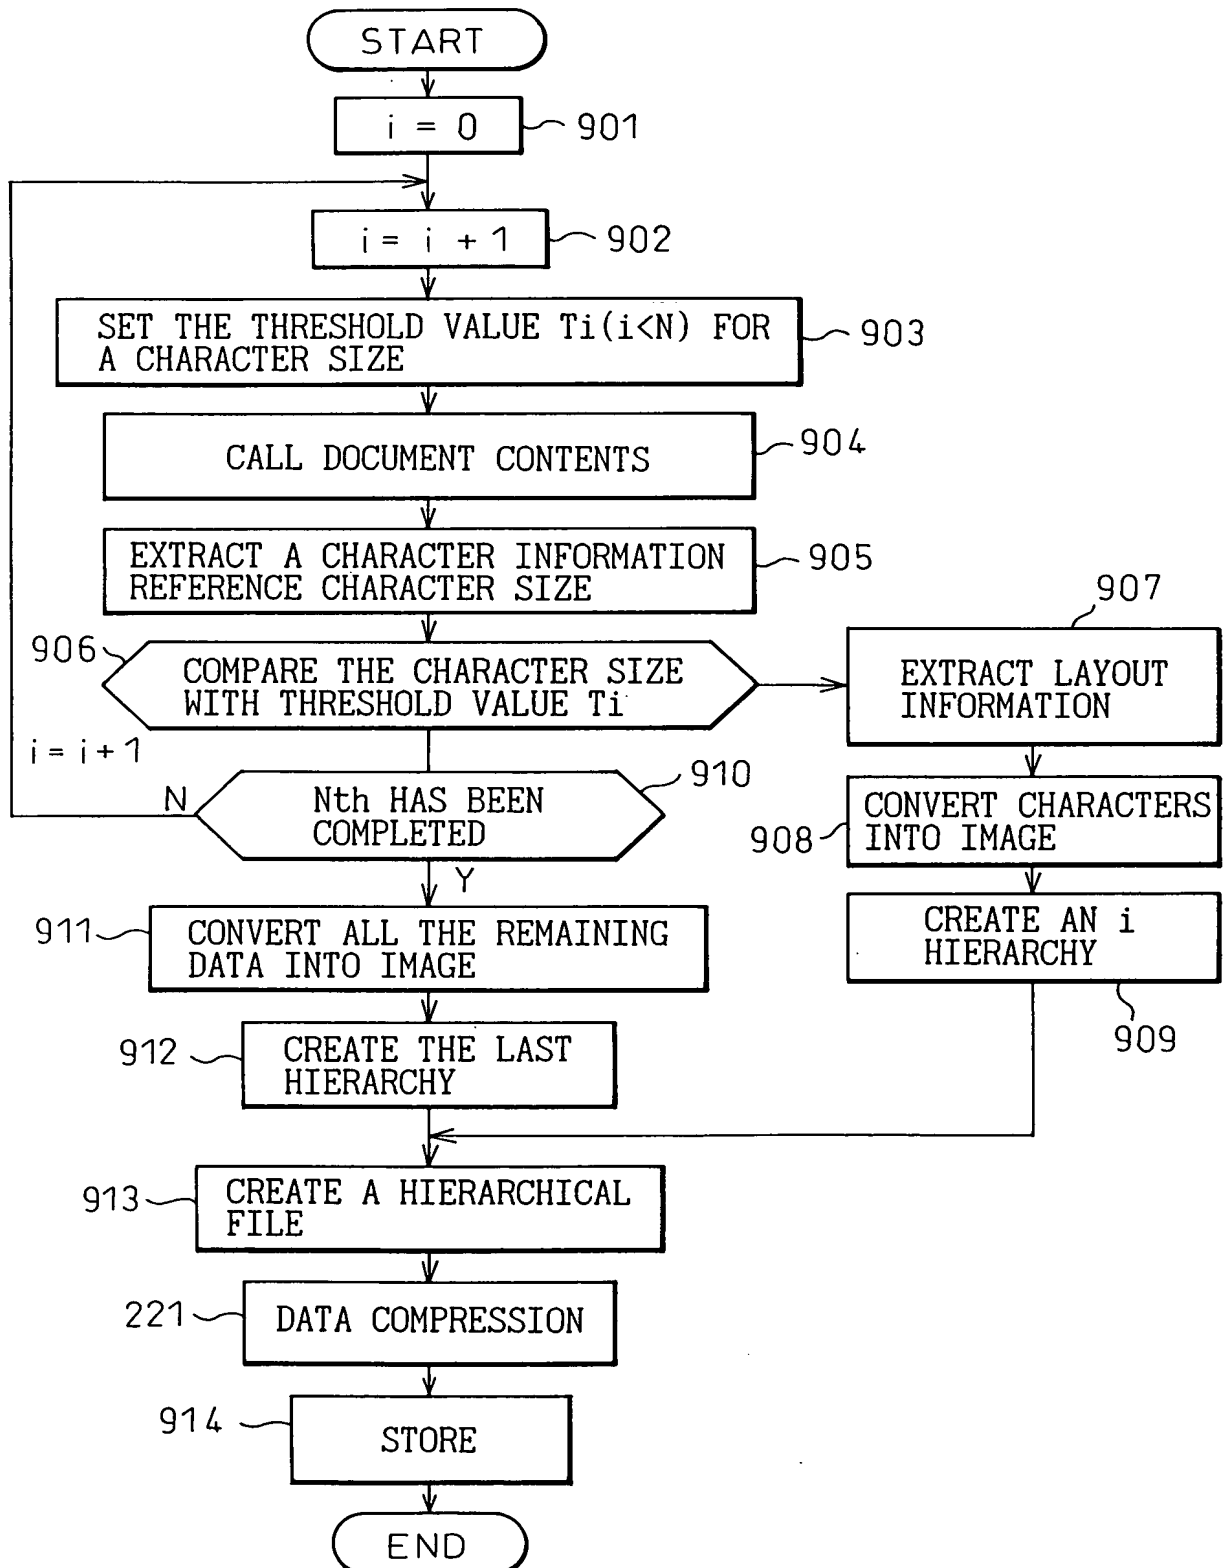 START
i = 0
901
i = i + 1
902
SET THE THRESHOLD VALUE Ti(i<N) FOR
A CHARACTER SIZE
903
CALL DOCUMENT CONTENTS
904
EXTRACT A CHARACTER INFORMATION
REFERENCE CHARACTER SIZE
905
906
COMPARE THE CHARACTER SIZE
WITH THRESHOLD VALUE Ti
907
EXTRACT LAYOUT
INFORMATION
i = i + 1
N
Nth HAS BEEN
COMPLETED
910
Y
908
CONVERT CHARACTERS
INTO IMAGE
CREATE AN i
HIERARCHY
909
911
CONVERT ALL THE REMAINING
DATA INTO IMAGE
912
CREATE THE LAST
HIERARCHY
913
CREATE A HIERARCHICAL
FILE
221
DATA COMPRESSION
914
STORE
END